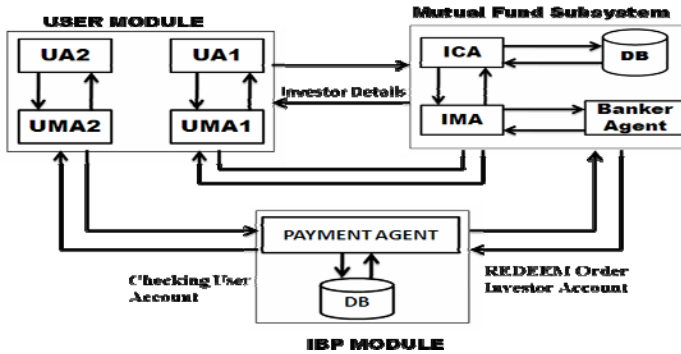 USER MODULE
Mutual Fund Subsystem
UA2
UA1
ICA
DB
Investor Details
UMA2
UMA1
IMA
Banker
Agent
PAYMENT AGENT
Checking User
Account
REDEEM Order
Investor Account
DB
IBP MODULE